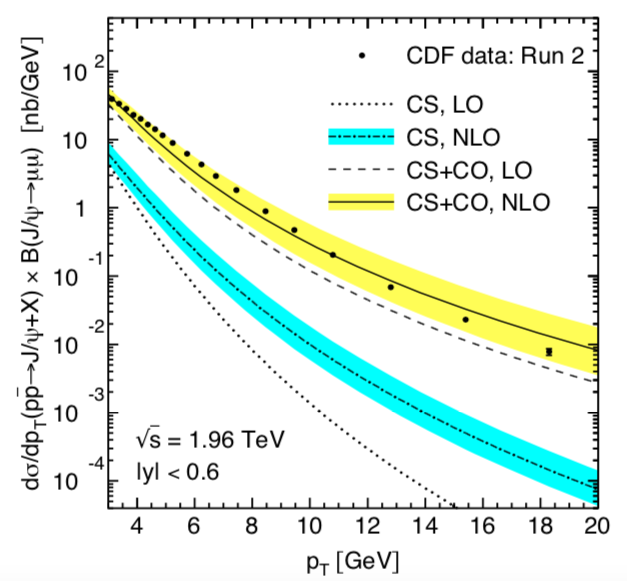 dσ/dp_T(pp̄→J/ψ+X) × B(J/ψ→μμ) [nb/GeV]
10²
10
1
10⁻¹
10⁻²
10⁻³
10⁻⁴
CDF data: Run 2
CS, LO
CS, NLO
CS+CO, LO
CS+CO, NLO
√s = 1.96 TeV
|y| < 0.6
4 6 8 10 12 14 16 18 20
p_T [GeV]